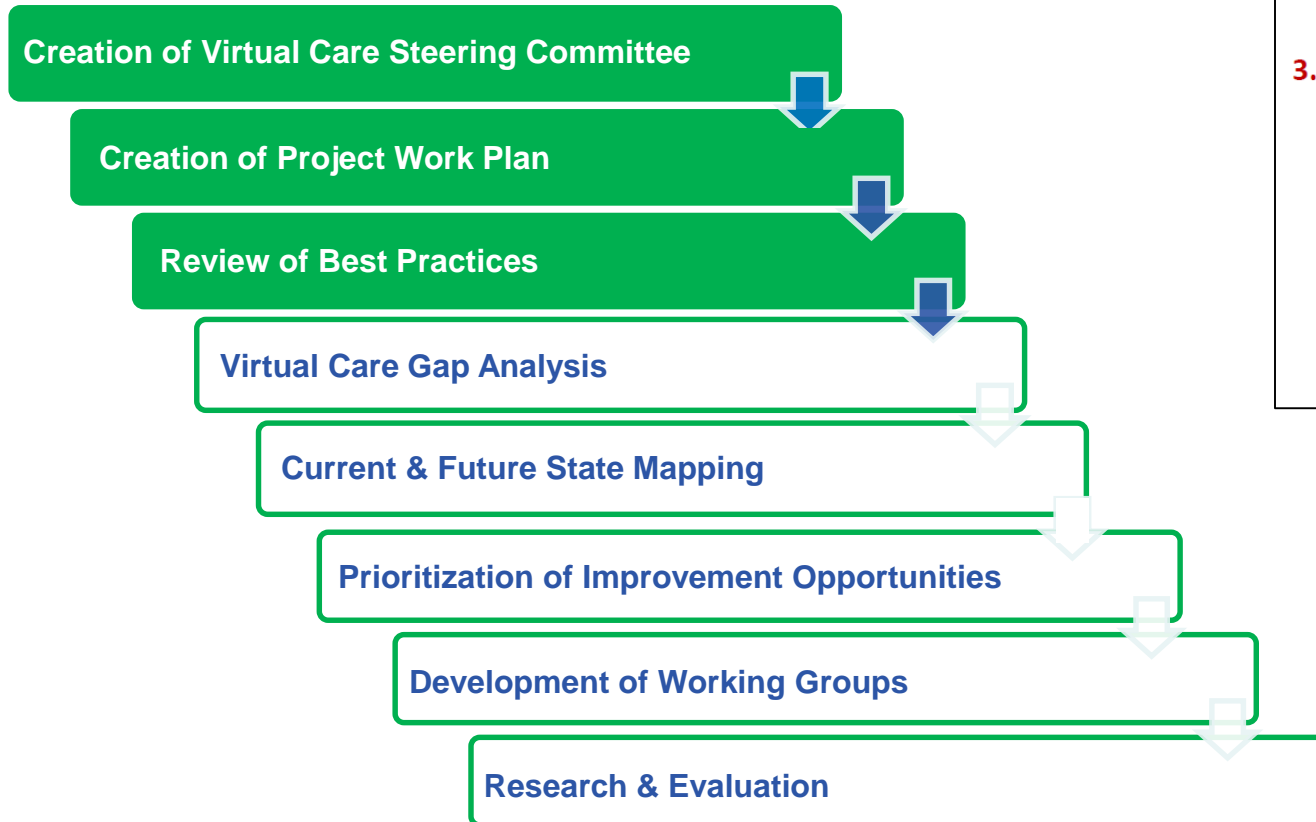 Creation of Virtual Care Steering Committee
3.
Creation of Project Work Plan
Review of Best Practices
Virtual Care Gap Analysis
Current & Future State Mapping
Prioritization of Improvement Opportunities
Development of Working Groups
Research & Evaluation